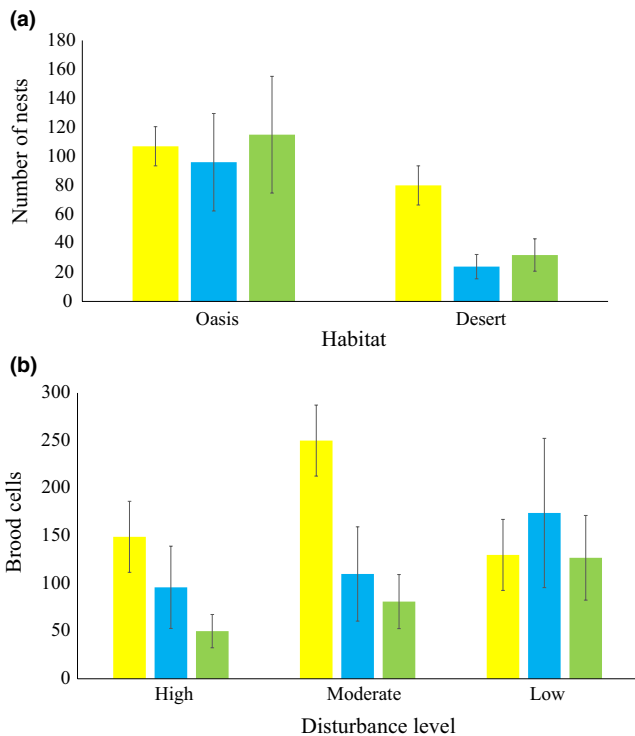 (a)
180
160
140
120
100
80
60
40
20
0
Number of nests
Oasis Desert
Habitat
(b)
300
250
200
150
100
50
0
Brood cells
High Moderate Low
Disturbance level